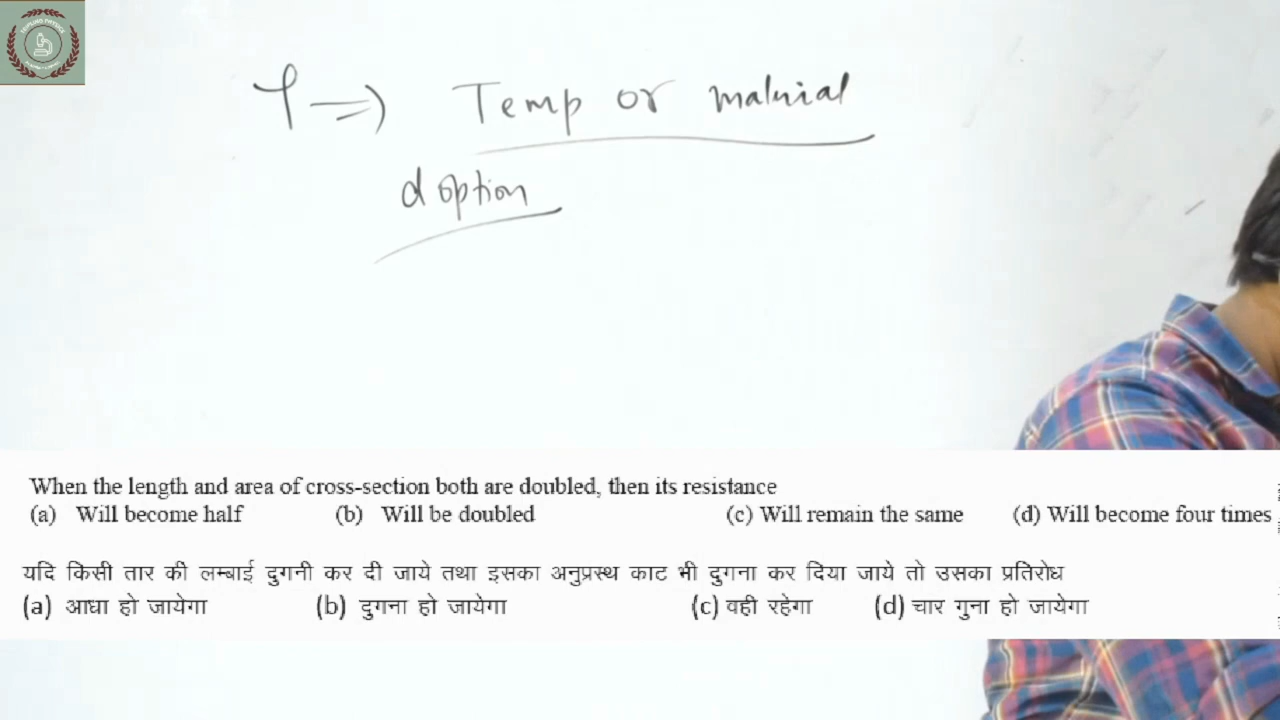 ρ ⇒ Temp or material
d option
When the length and area of cross-section both are doubled, then its resistance
(a) Will become half (b) Will be doubled (c) Will remain the same (d) Will become four times
यदि किसी तार की लम्बाई दुगनी कर दी जाये तथा इसका अनुप्रस्थ काट भी दुगना कर दिया जाये तो उसका प्रतिरोध
(a) आधा हो जायेगा (b) दुगना हो जायेगा (c) वही रहेगा (d) चार गुना हो जायेगा